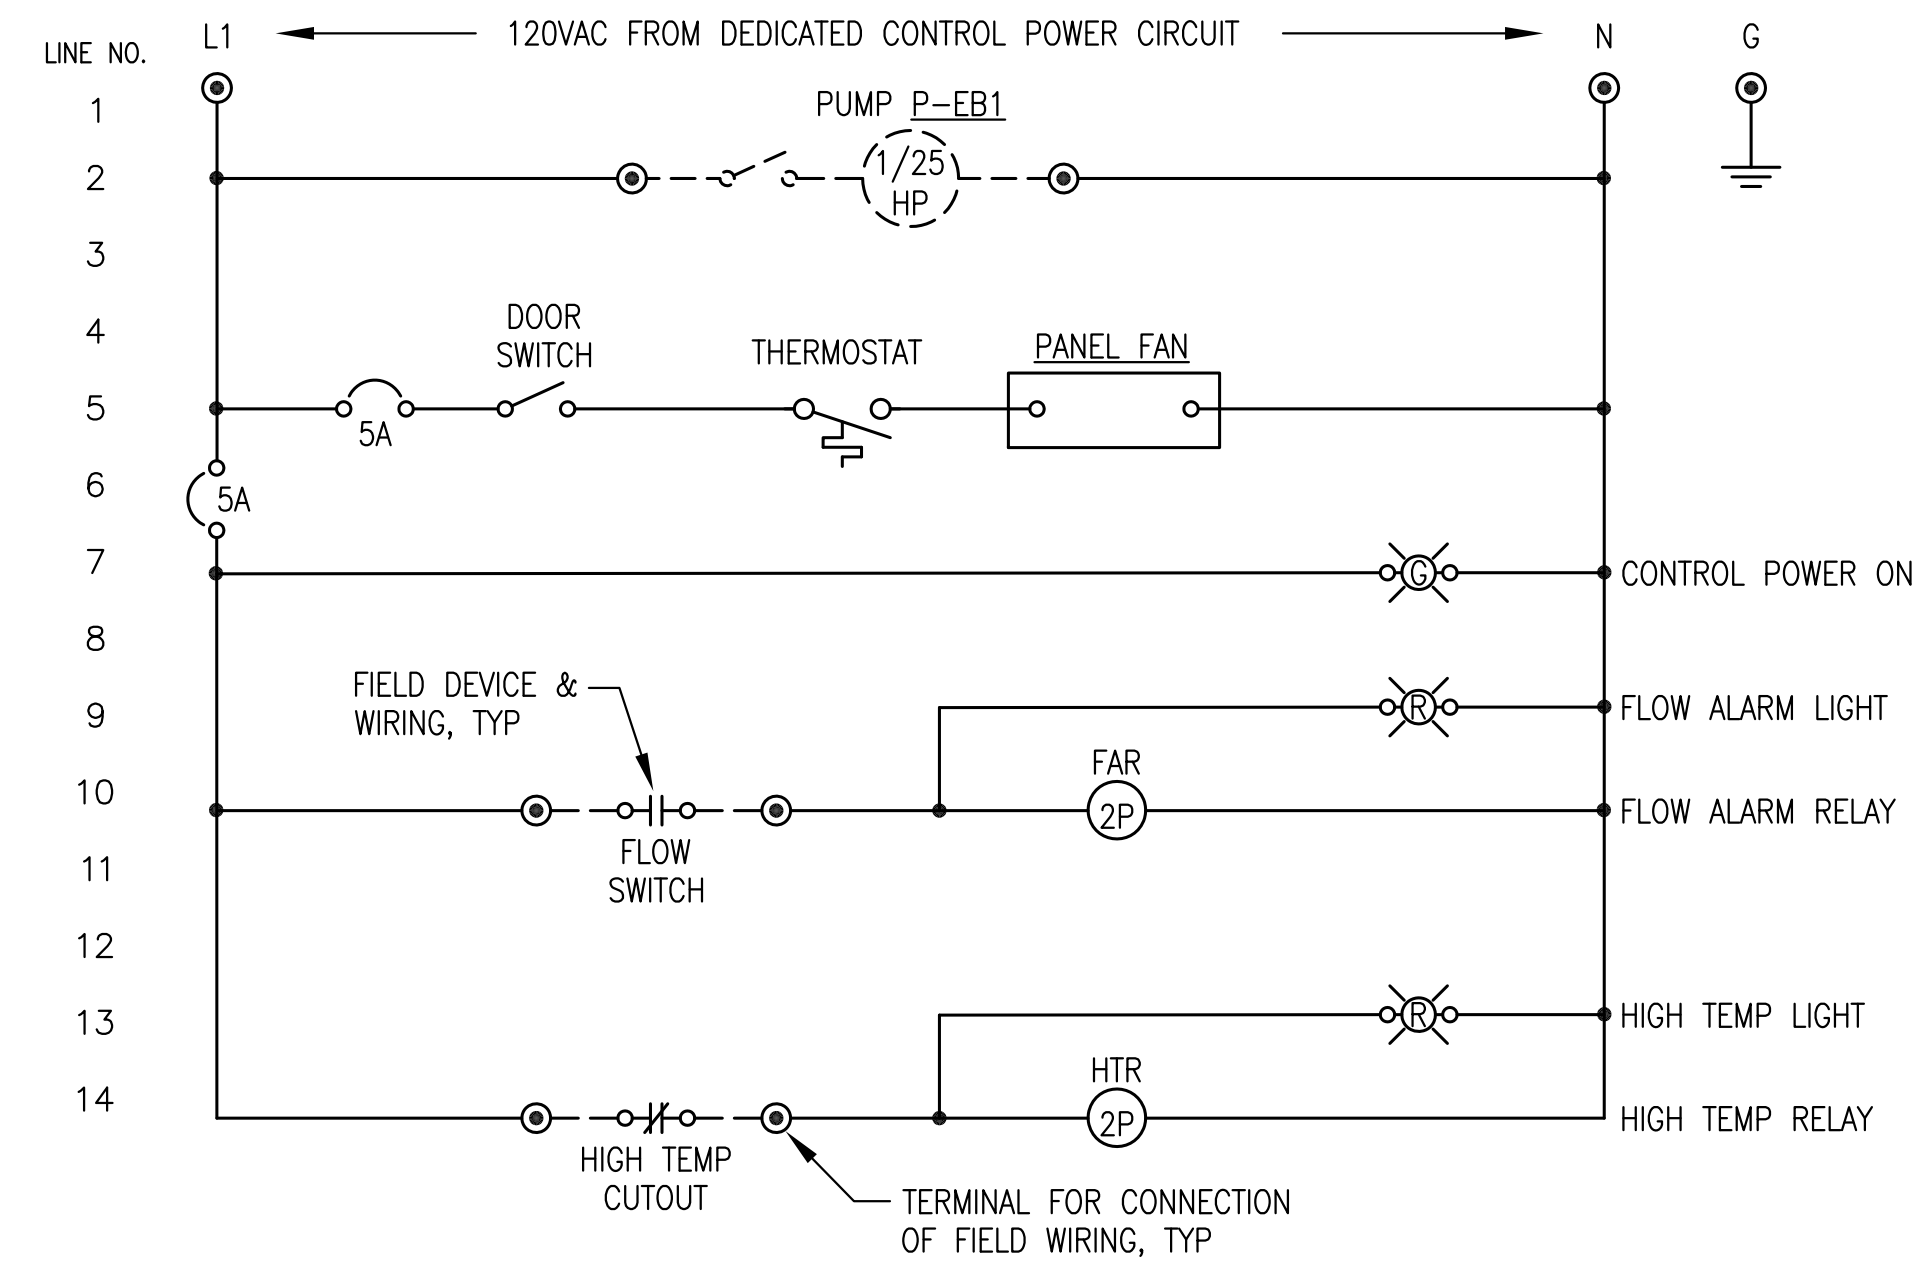 LINE NO.
L1
120VAC FROM DEDICATED CONTROL POWER CIRCUIT
N
G
1
PUMP P-EB1
2
1/25
HP
3
4
DOOR
SWITCH
THERMOSTAT
PANEL FAN
5
5A
6
5A
7
G
CONTROL POWER ON
8
FIELD DEVICE &
WIRING, TYP
9
R
FLOW ALARM LIGHT
FAR
10
2P
FLOW ALARM RELAY
FLOW
SWITCH
11
12
13
R
HIGH TEMP LIGHT
HTR
14
2P
HIGH TEMP RELAY
HIGH TEMP
CUTOUT
TERMINAL FOR CONNECTION
OF FIELD WIRING, TYP